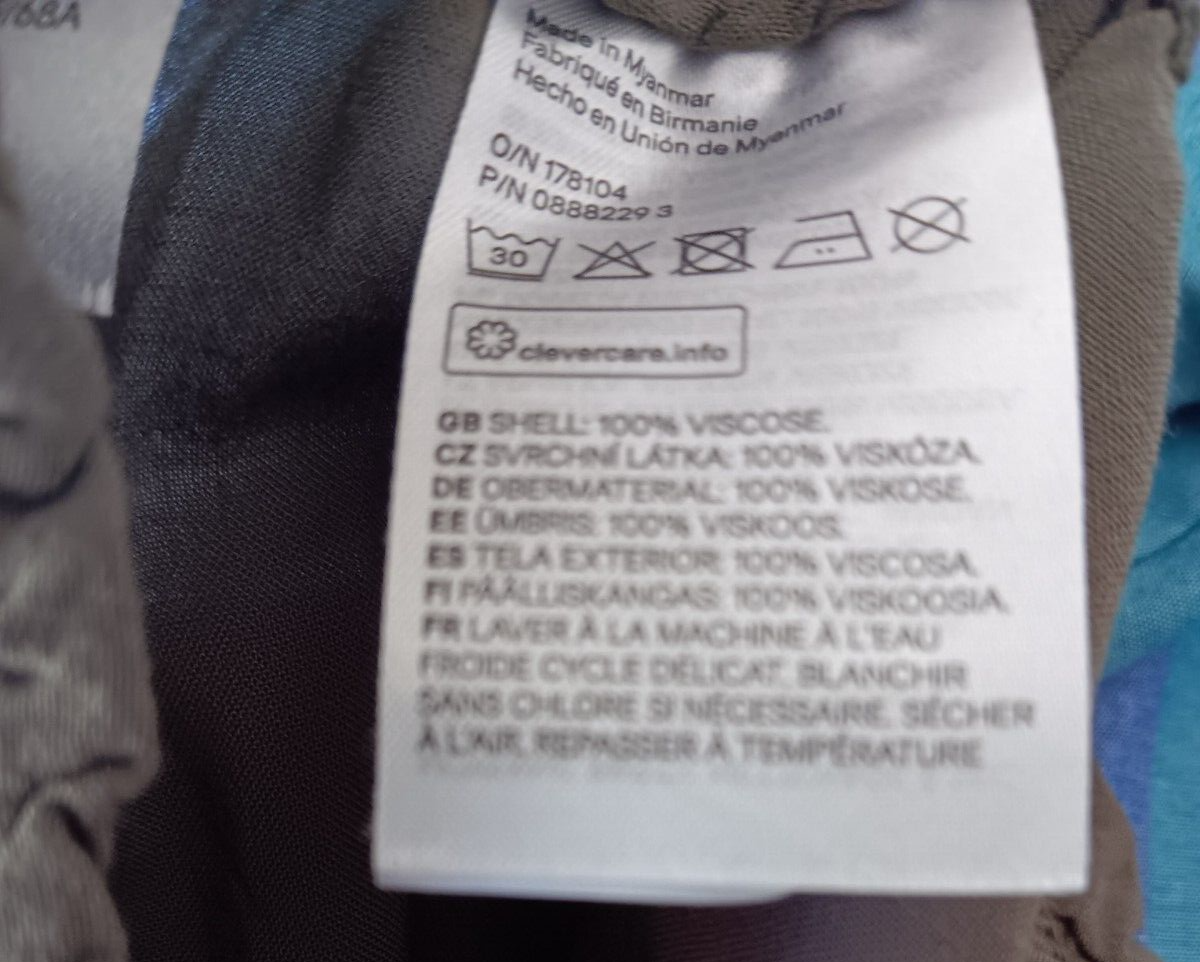 /68A
Made in Myanmar
Fabriqué en Birmanie
Hecho en Unión de Myanmar
O/N 178104
P/N 0888229 3
30
clevercare.info
GB SHELL: 100% VISCOSE.
CZ SVRCHNÍ LÁTKA: 100% VISKÓZA.
DE OBERMATERIAL: 100% VISKOSE.
EE ÜMBRIS: 100% VISKOOS.
ES TELA EXTERIOR: 100% VISCOSA.
FI PÄÄLLISKANGAS: 100% VISKOOSIA.
FR LAVER À LA MACHINE À L'EAU
FROIDE CYCLE DÉLICAT. BLANCHIR
SANS CHLORE SI NÉCESSAIRE. SÉCHER
À L'AIR. REPASSER À TEMPÉRATURE